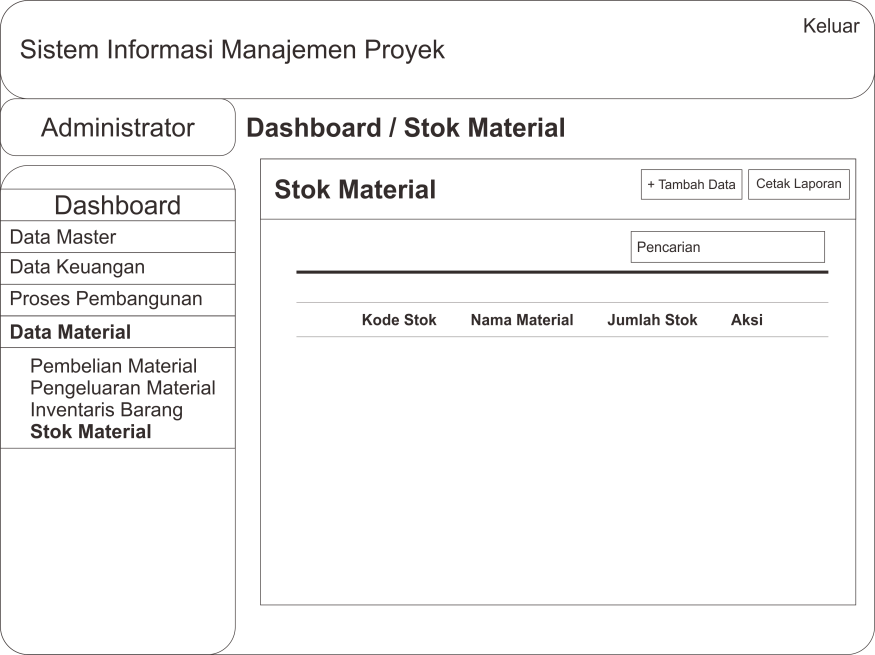 Keluar
Sistem Informasi Manajemen Proyek
Administrator
Dashboard / Stok Material
Dashboard
Data Master
Data Keuangan
Proses Pembangunan
Data Material
Pembelian Material
Pengeluaran Material
Inventaris Barang
Stok Material
Stok Material
+ Tambah Data
Cetak Laporan
Pencarian
Kode Stok Nama Material Jumlah Stok Aksi